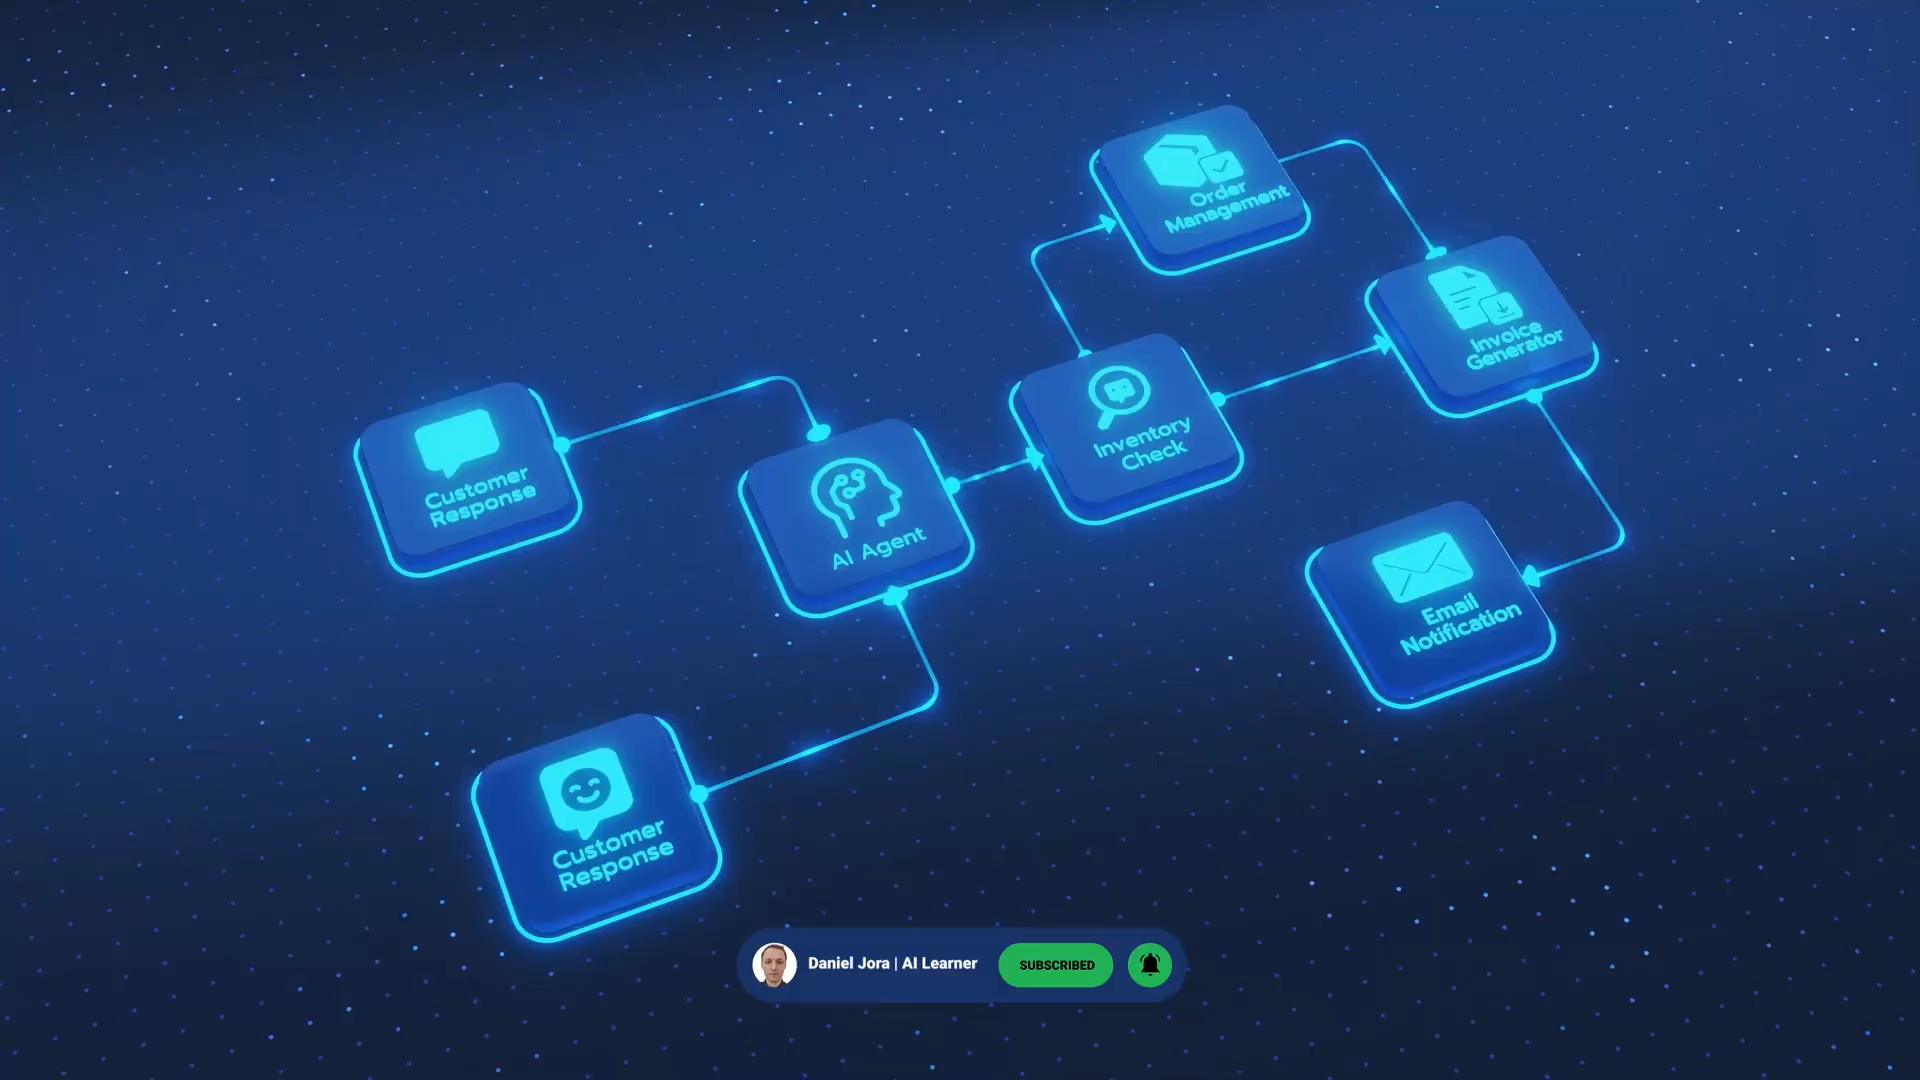 Order
Management
Invoice
Generator
Customer
Response
AI Agent
Inventory
Check
Email
Notification
Customer
Response
Daniel Jora | AI Learner
SUBSCRIBED